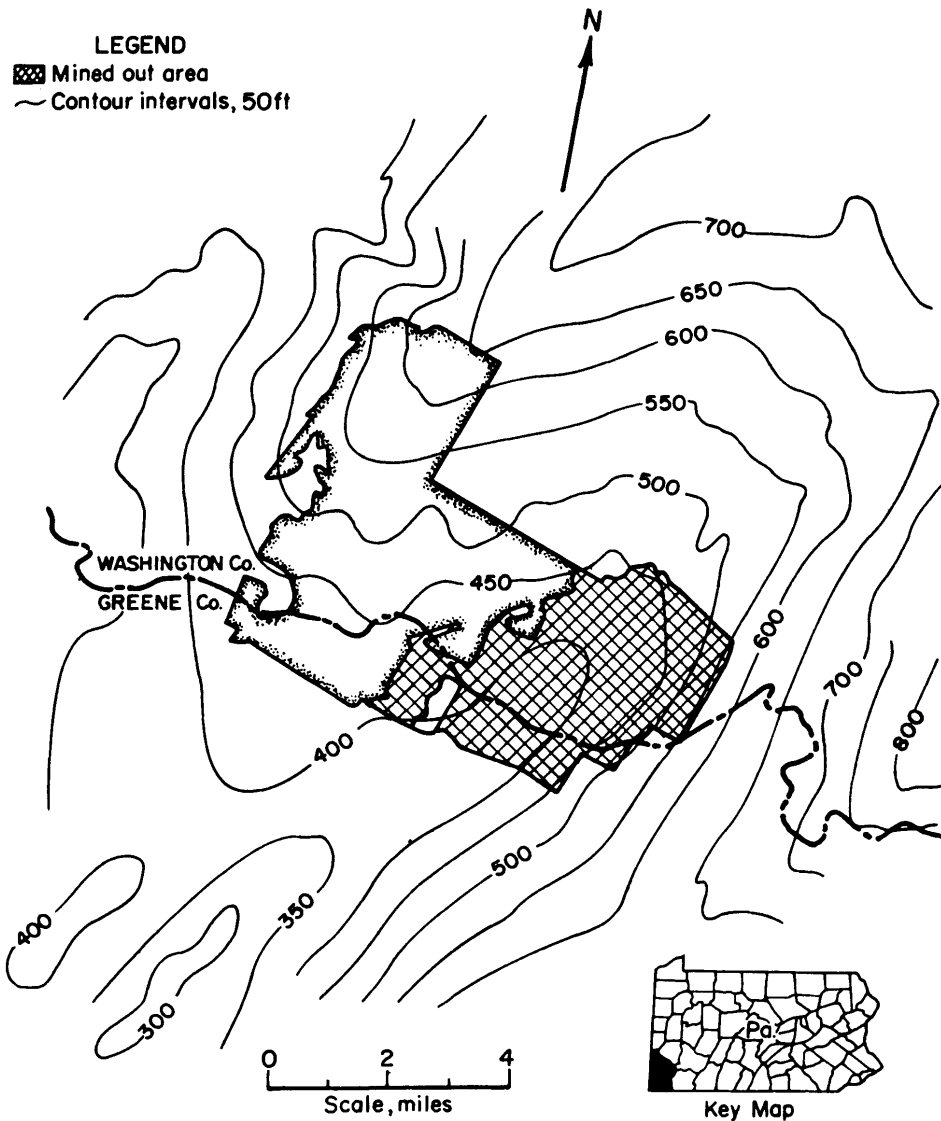 N
LEGEND
Mined out area
Contour intervals, 50ft
700
650
600
550
500
WASHINGTON Co.
450
GREENE Co.
600
700
400
800
500
350
400
300
0 2 4
Scale, miles
Pa.
Key Map